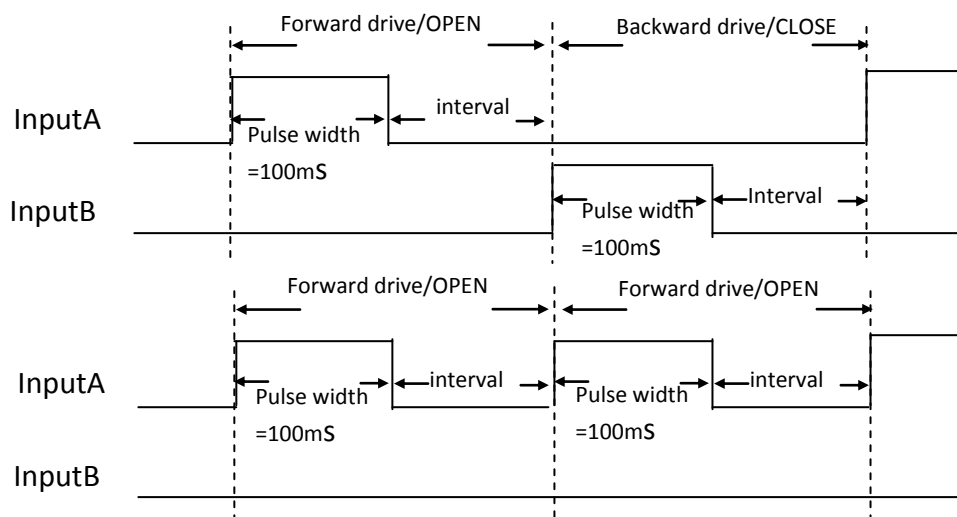 Forward drive/OPEN Backward drive/CLOSE
InputA
interval
Pulse width
=100mS
InputB
Interval
Pulse width
=100mS
Forward drive/OPEN Forward drive/OPEN
InputA
interval interval
Pulse width Pulse width
=100mS =100mS
InputB